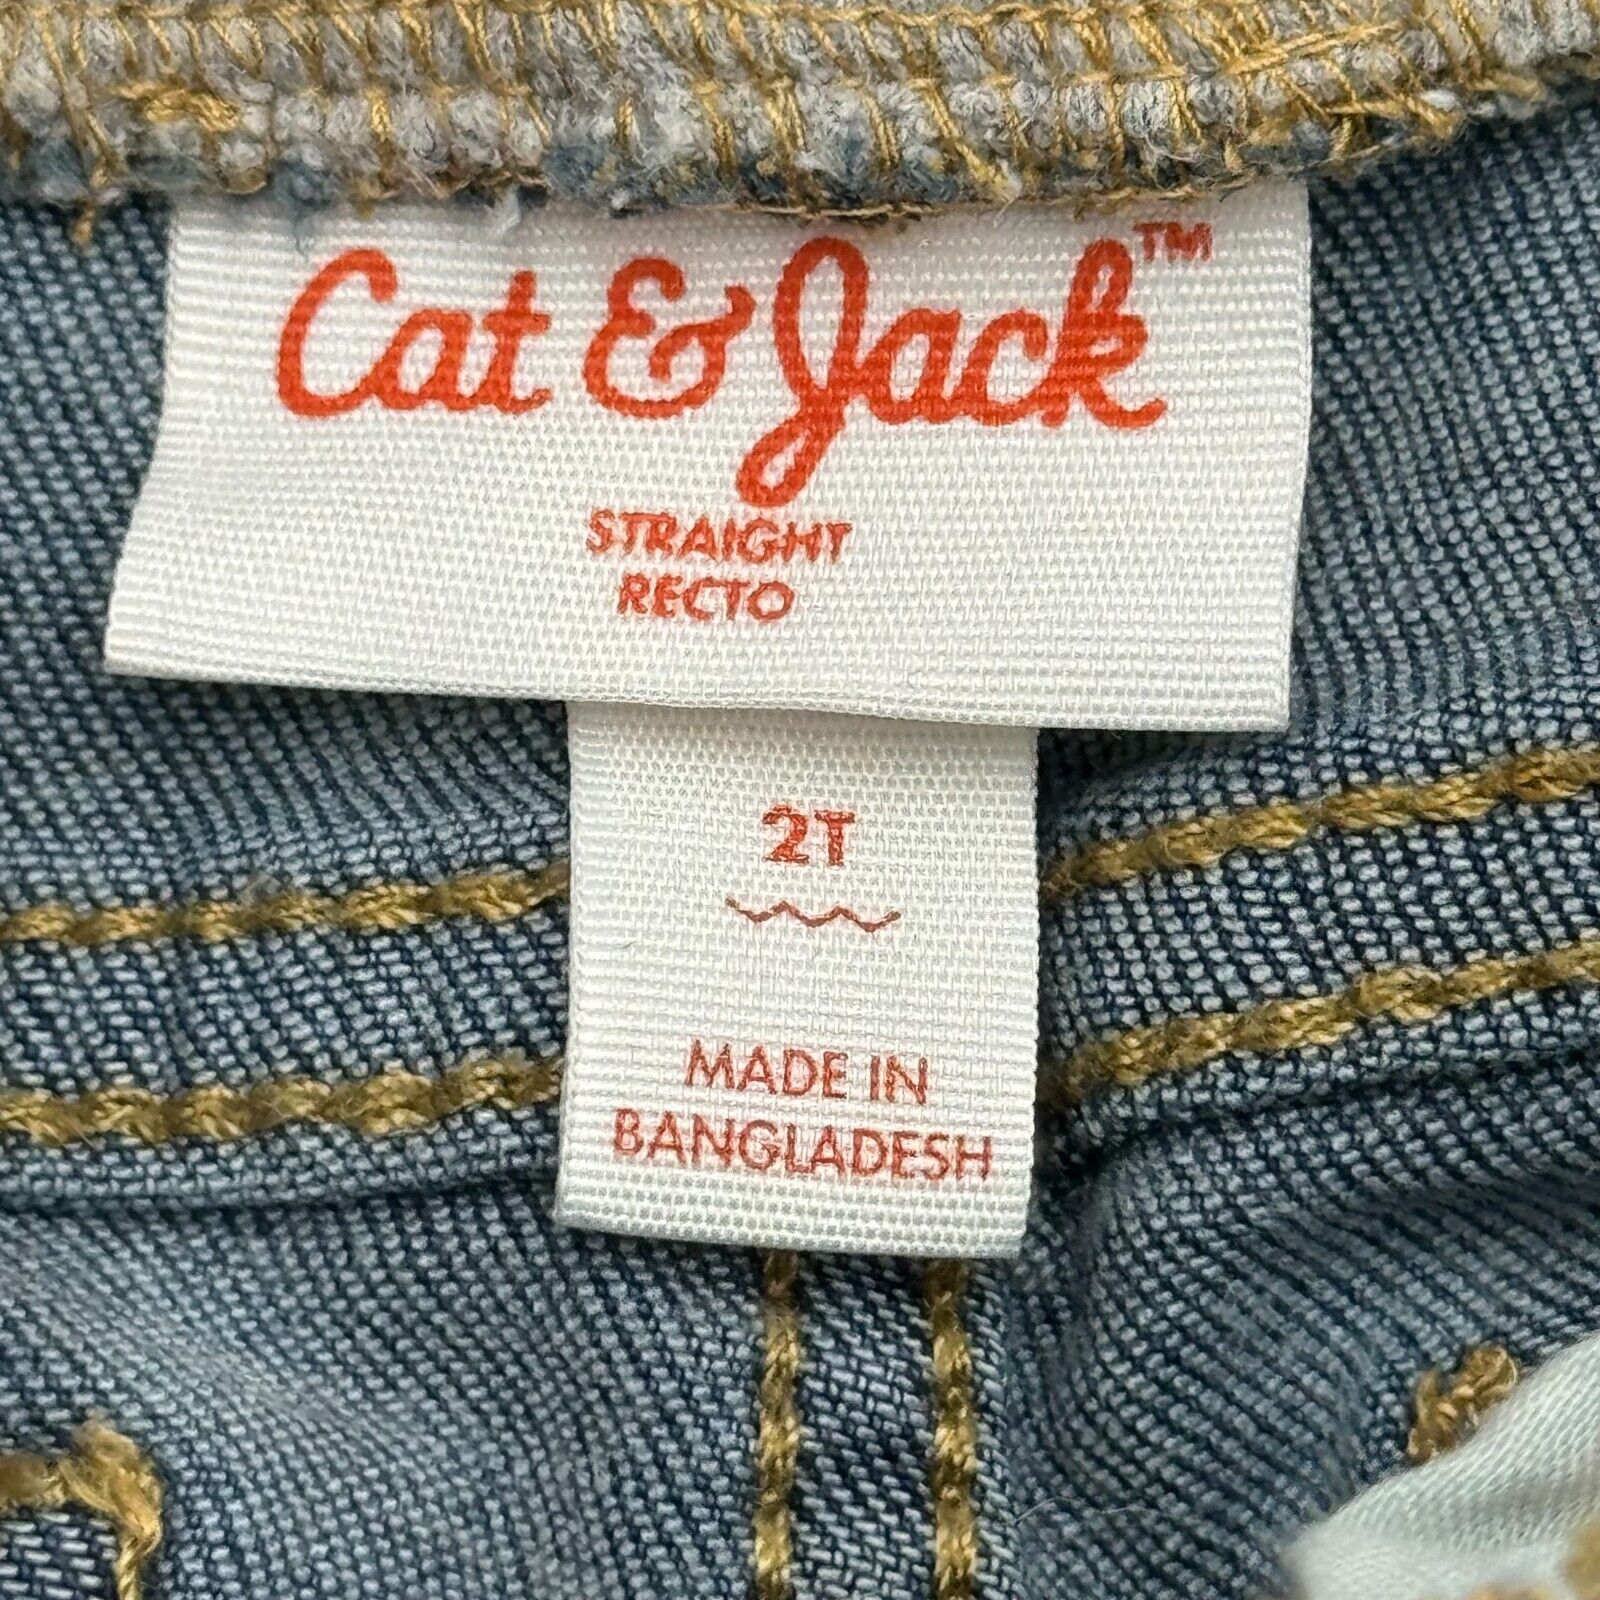 Cat & Jack™
STRAIGHT
RECTO
2T
MADE IN
BANGLADESH